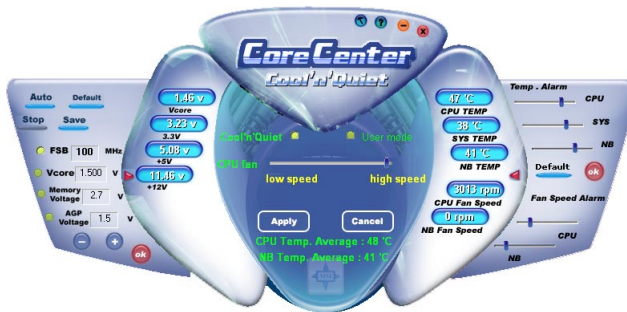 CoreCenter
Cool'n'Quiet
Auto Default
Stop Save
FSB 100 MHz
Vcore 1.500 v
Memory Voltage 2.7 v
AGP Voltage 1.5 v
ok
1.46 v
Vcore
3.23 v
3.3V
5.08 v
+5V
11.46 v
+12V
Cool'n'Quiet User mode
CPU fan
low speed high speed
Apply Cancel
CPU Temp. Average : 48 'C
NB Temp. Average : 41 'C
47 'C
CPU TEMP
38 'C
SYS TEMP
41 'C
NB TEMP
3013 rpm
CPU Fan Speed
0 rpm
NB Fan Speed
Temp . Alarm
CPU
SYS
NB
Default
ok
Fan Speed Alarm
CPU
NB